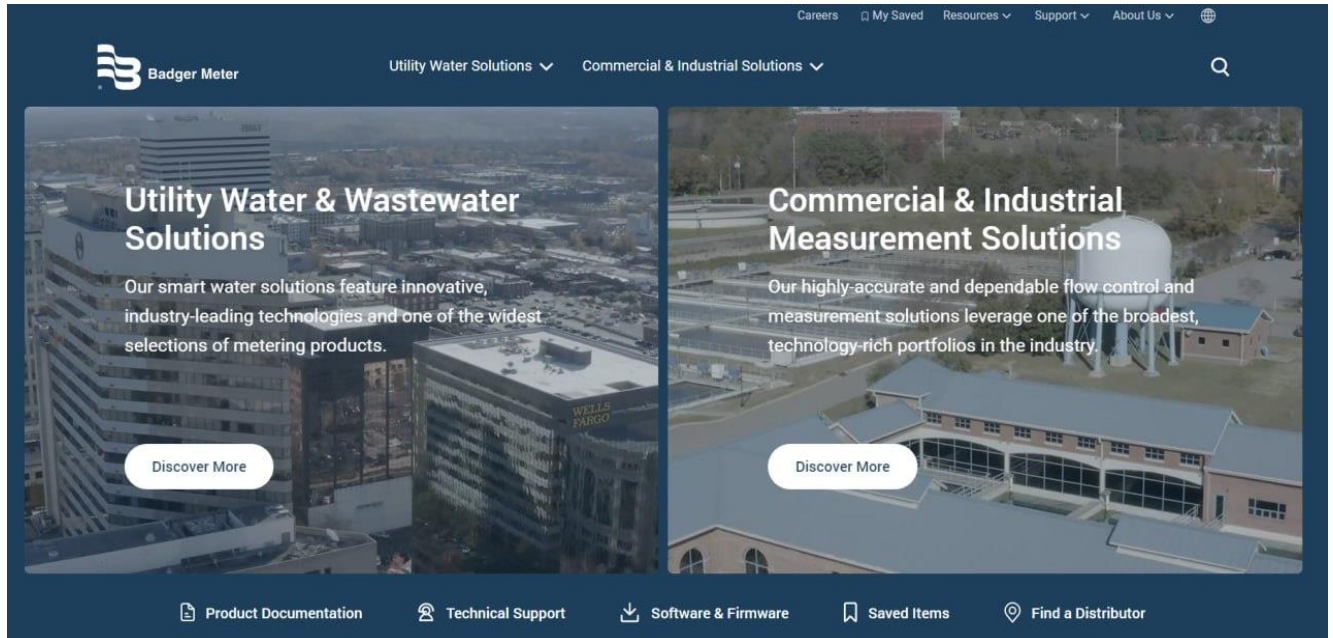 Careers My Saved Resources Support About Us
Badger Meter
Utility Water Solutions Commercial & Industrial Solutions
Utility Water & Wastewater
Solutions
Our smart water solutions feature innovative,
industry-leading technologies and one of the widest
selections of metering products.
WELLS
FARGO
Discover More
Commercial & Industrial
Measurement Solutions
Our highly-accurate and dependable flow control and
measurement solutions leverage one of the broadest,
technology-rich portfolios in the industry.
Discover More
Product Documentation Technical Support Software & Firmware Saved Items Find a Distributor